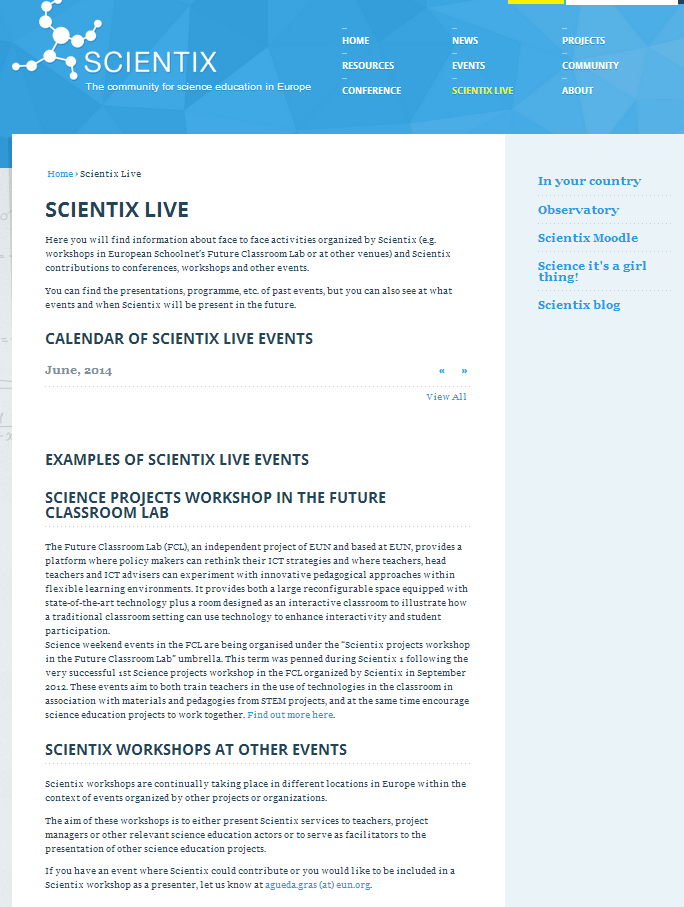 SCIENTIX
The community for science education in Europe
HOME
NEWS
PROJECTS
RESOURCES
EVENTS
COMMUNITY
CONFERENCE
SCIENTIX LIVE
ABOUT
Home › Scientix Live
SCIENTIX LIVE
Here you will find information about face to face activities organized by Scientix (e.g.
workshops in European Schoolnet's Future Classroom Lab or at other venues) and Scientix
contributions to conferences, workshops and other events.
You can find the presentations, programme, etc. of past events, but you can also see at what
events and when Scientix will be present in the future.
CALENDAR OF SCIENTIX LIVE EVENTS
June, 2014 « »
View All
EXAMPLES OF SCIENTIX LIVE EVENTS
SCIENCE PROJECTS WORKSHOP IN THE FUTURE
CLASSROOM LAB
The Future Classroom Lab (FCL), an independent project of EUN and based at EUN, provides a
platform where policy makers can rethink their ICT strategies and where teachers, head
teachers and ICT advisers can experiment with innovative pedagogical approaches within
flexible learning environments. It provides both a large reconfigurable space equipped with
state-of-the-art technology plus a room designed as an interactive classroom to illustrate how
a traditional classroom setting can use technology to enhance interactivity and student
participation.
Science weekend events in the FCL are being organised under the "Scientix projects workshop
in the Future Classroom Lab" umbrella. This term was penned during Scientix 1 following the
very successful 1st Science projects workshop in the FCL organized by Scientix in September
2012. These events aim to both train teachers in the use of technologies in the classroom in
association with materials and pedagogies from STEM projects, and at the same time encourage
science education projects to work together. Find out more here.
SCIENTIX WORKSHOPS AT OTHER EVENTS
Scientix workshops are continually taking place in different locations in Europe within the
context of events organized by other projects or organizations.
The aim of these workshops is to either present Scientix services to teachers, project
managers or other relevant science education actors or to serve as facilitators to the
presentation of other science education projects.
If you have an event where Scientix could contribute or you would like to be included in a
Scientix workshop as a presenter, let us know at agueda.gras (at) eun.org.
In your country
Observatory
Scientix Moodle
Science it's a girl
thing!
Scientix blog